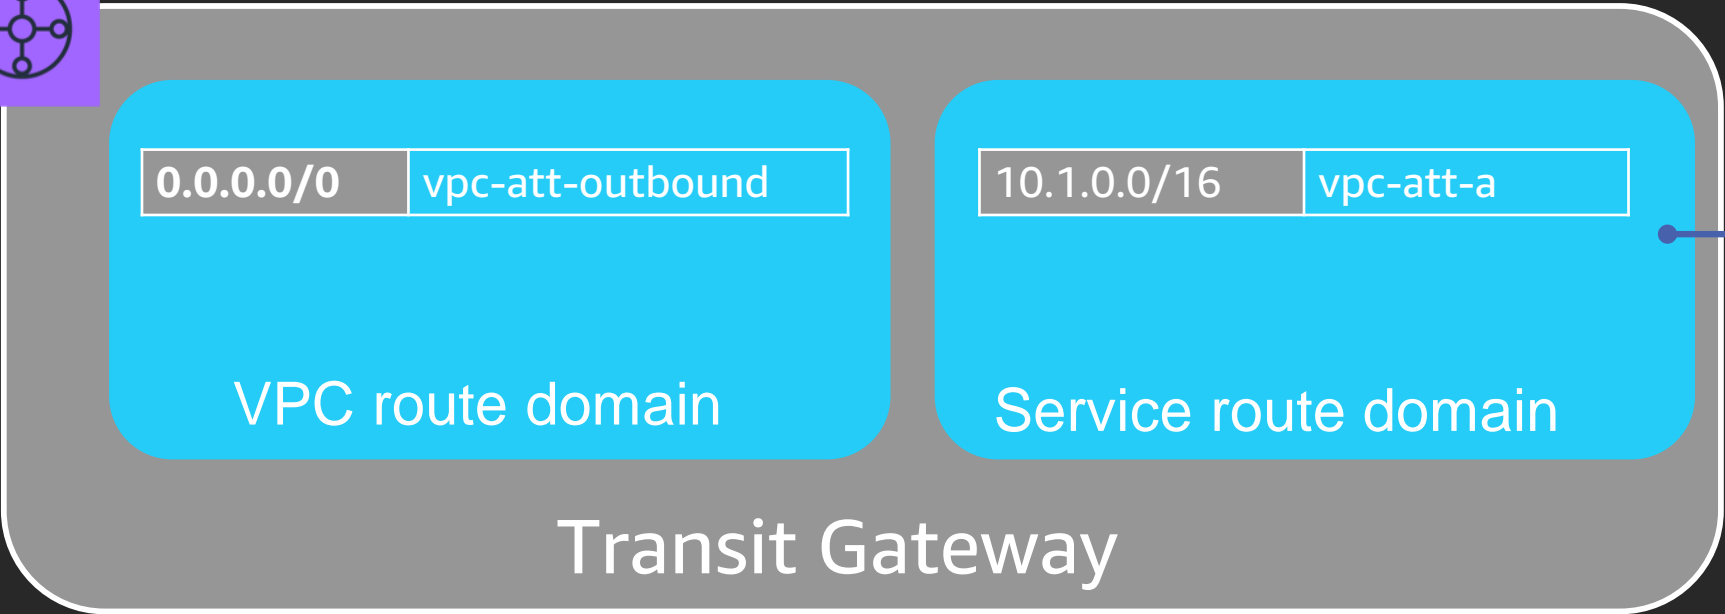 0.0.0.0/0 vpc-att-outbound
10.1.0.0/16 vpc-att-a
VPC route domain
Service route domain
Transit Gateway